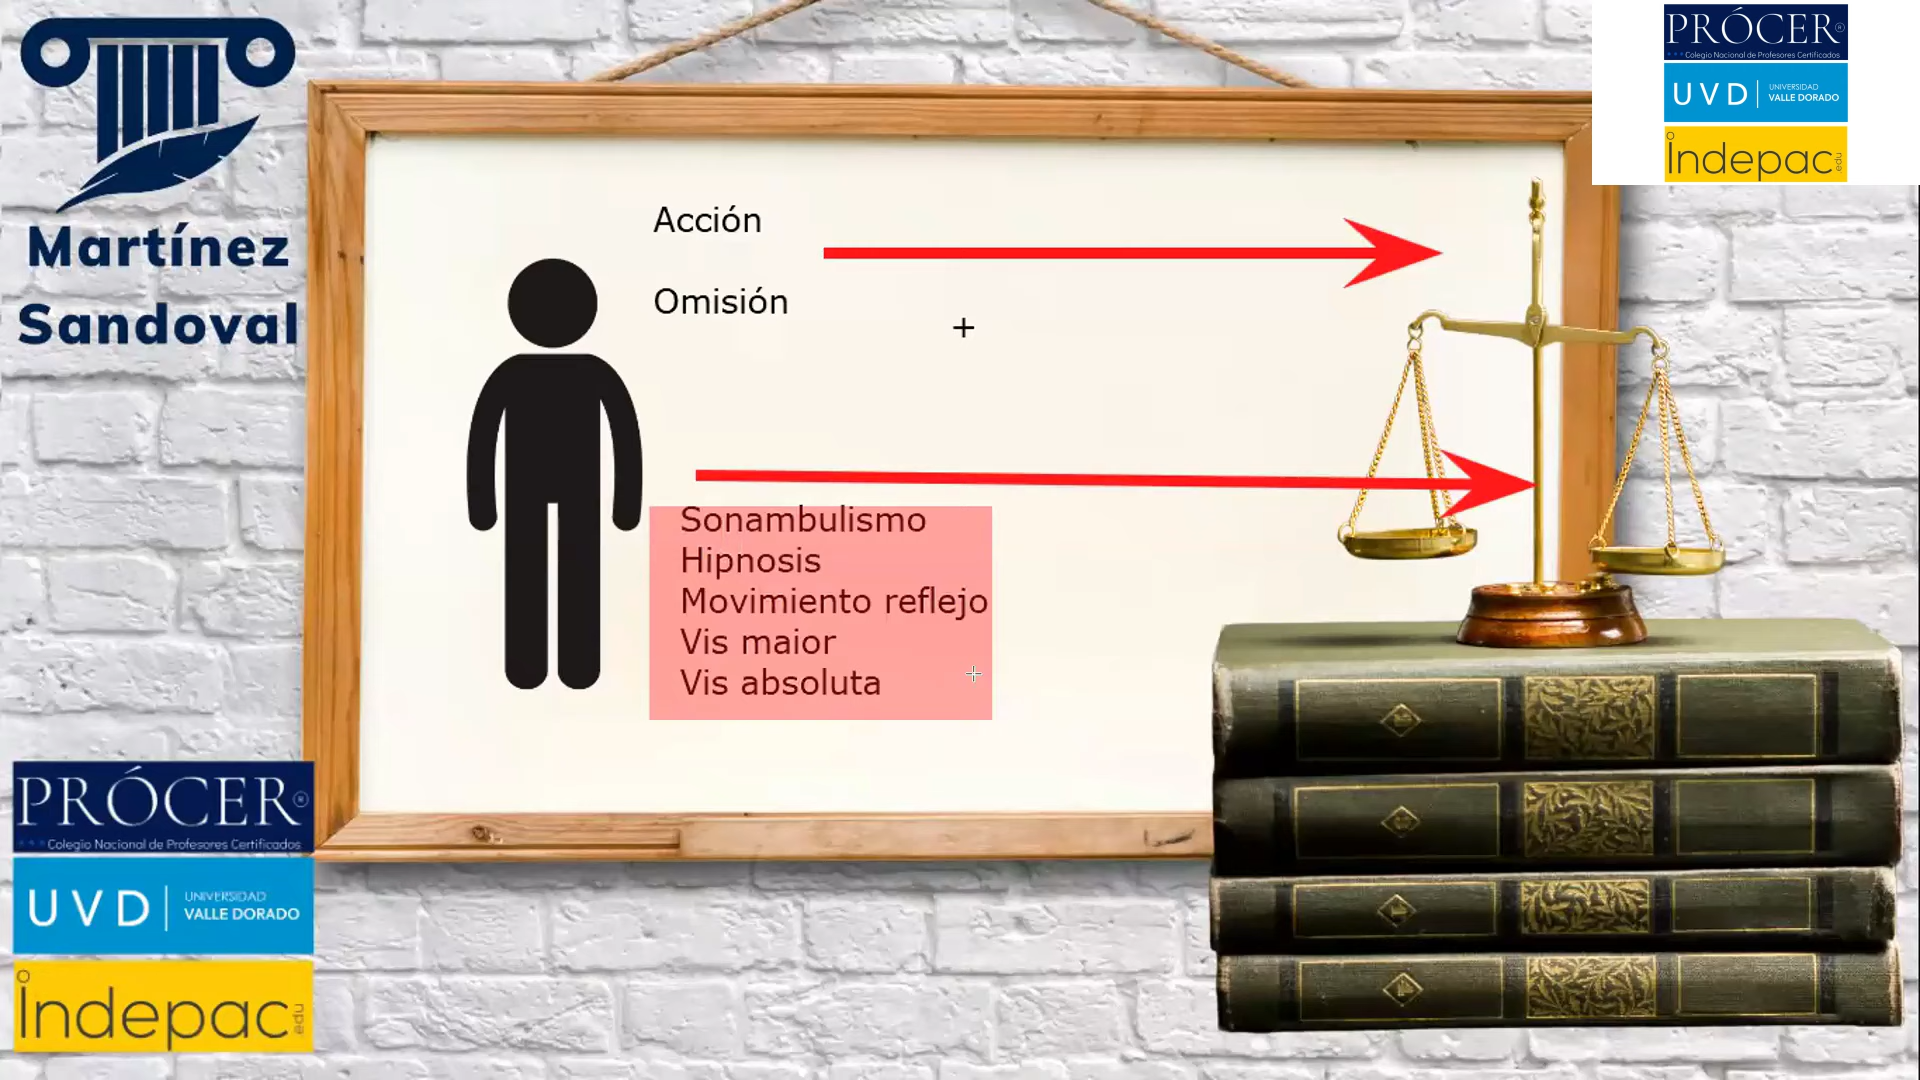 Martínez
Sandoval
PRÓCER®
Colegio Nacional de Profesores Certificados
UVD UNIVERSIDAD
VALLE DORADO
indepac.edu
Acción
Omisión
+
Sonambulismo
Hipnosis
Movimiento reflejo
Vis maior
Vis absoluta
PRÓCER®
Colegio Nacional de Profesores Certificados
UVD UNIVERSIDAD
VALLE DORADO
indepac.edu